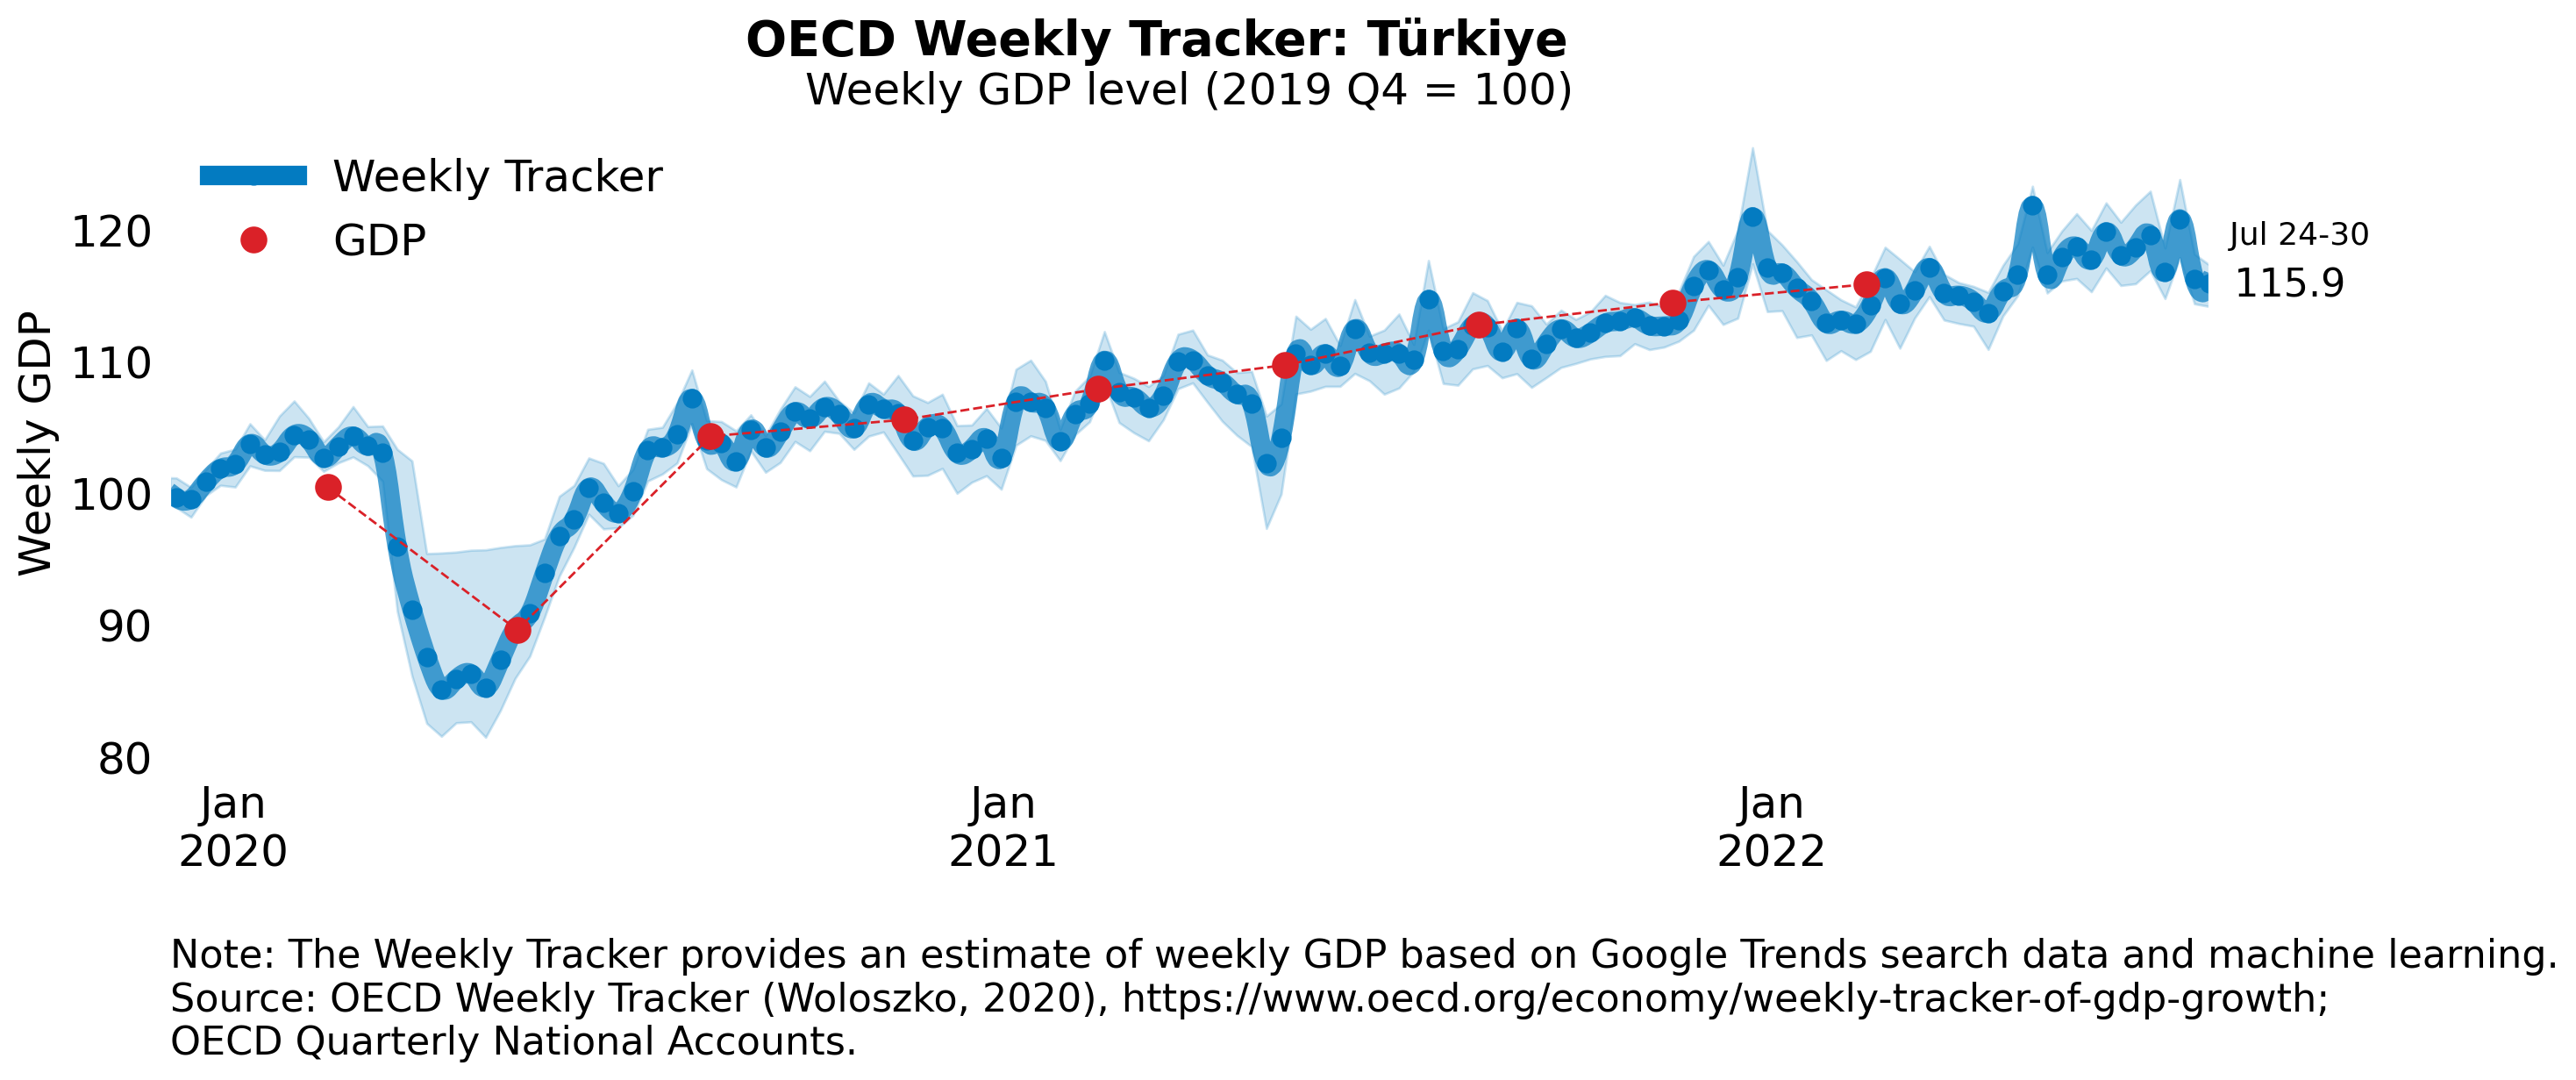 OECD Weekly Tracker: Türkiye
Weekly GDP level (2019 Q4 = 100)
Weekly Tracker
GDP
Weekly GDP
120
110
100
90
80
Jul 24-30
115.9
Jan
2020
Jan
2021
Jan
2022
Note: The Weekly Tracker provides an estimate of weekly GDP based on Google Trends search data and machine learning.
Source: OECD Weekly Tracker (Woloszko, 2020), https://www.oecd.org/economy/weekly-tracker-of-gdp-growth;
OECD Quarterly National Accounts.